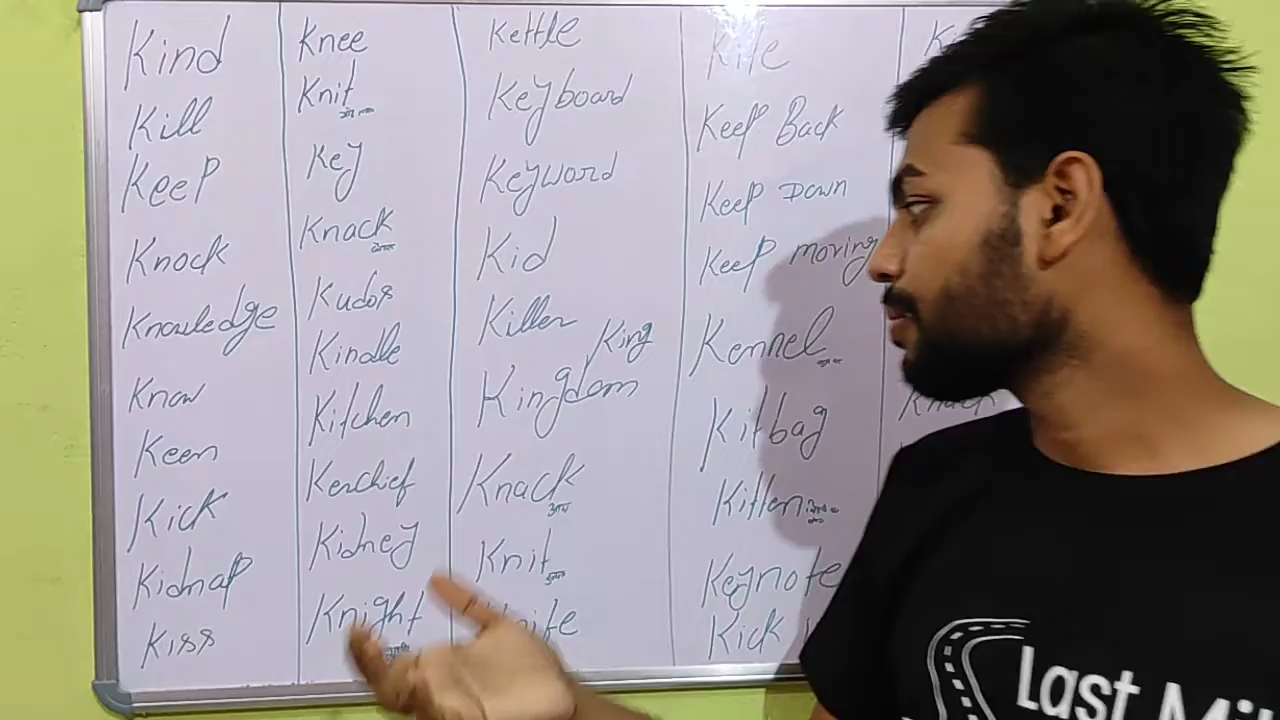 Kind
Kill
Keep
Knock
Knowledge
Know
Keen
Kick
Kidnap
Kiss
Knee
Knit
Key
Knack
Kudos
Kindle
Kitchen
Kerchief
Kidney
Knight
Kettle
Keyboard
Keyword
Kid
Killer
King
Kingdom
Knack
Knit
Knife
Kite
Keep Back
Keep Down
Keep moving
Kennel
Kitbag
Kitten
Keynote
Kick
Knack
Last